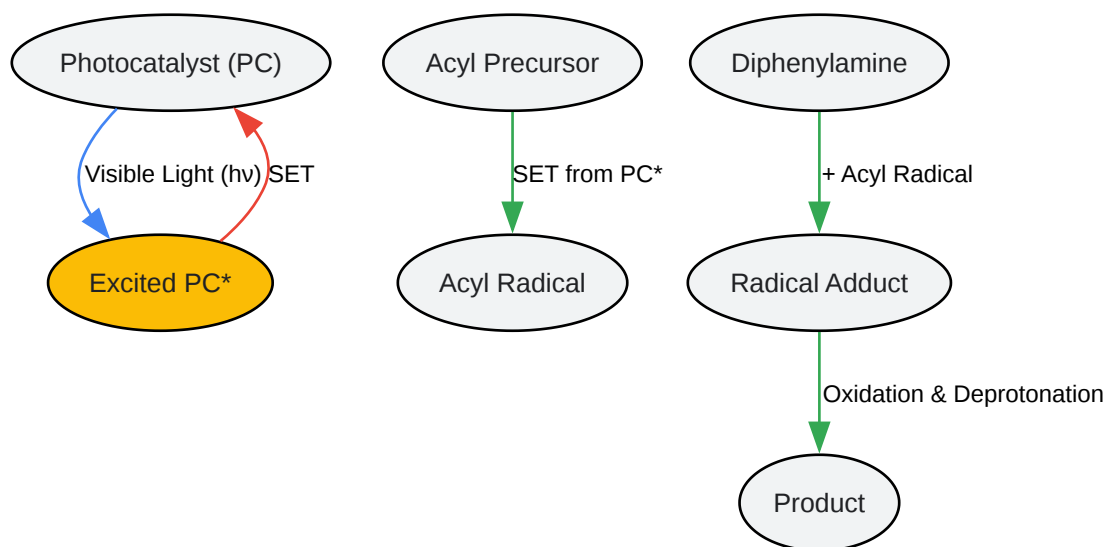 Photocatalyst (PC)
Acyl Precursor
Diphenylamine
Visible Light (hν)
SET
SET from PC*
+ Acyl Radical
Excited PC*
Acyl Radical
Radical Adduct
Oxidation & Deprotonation
Product